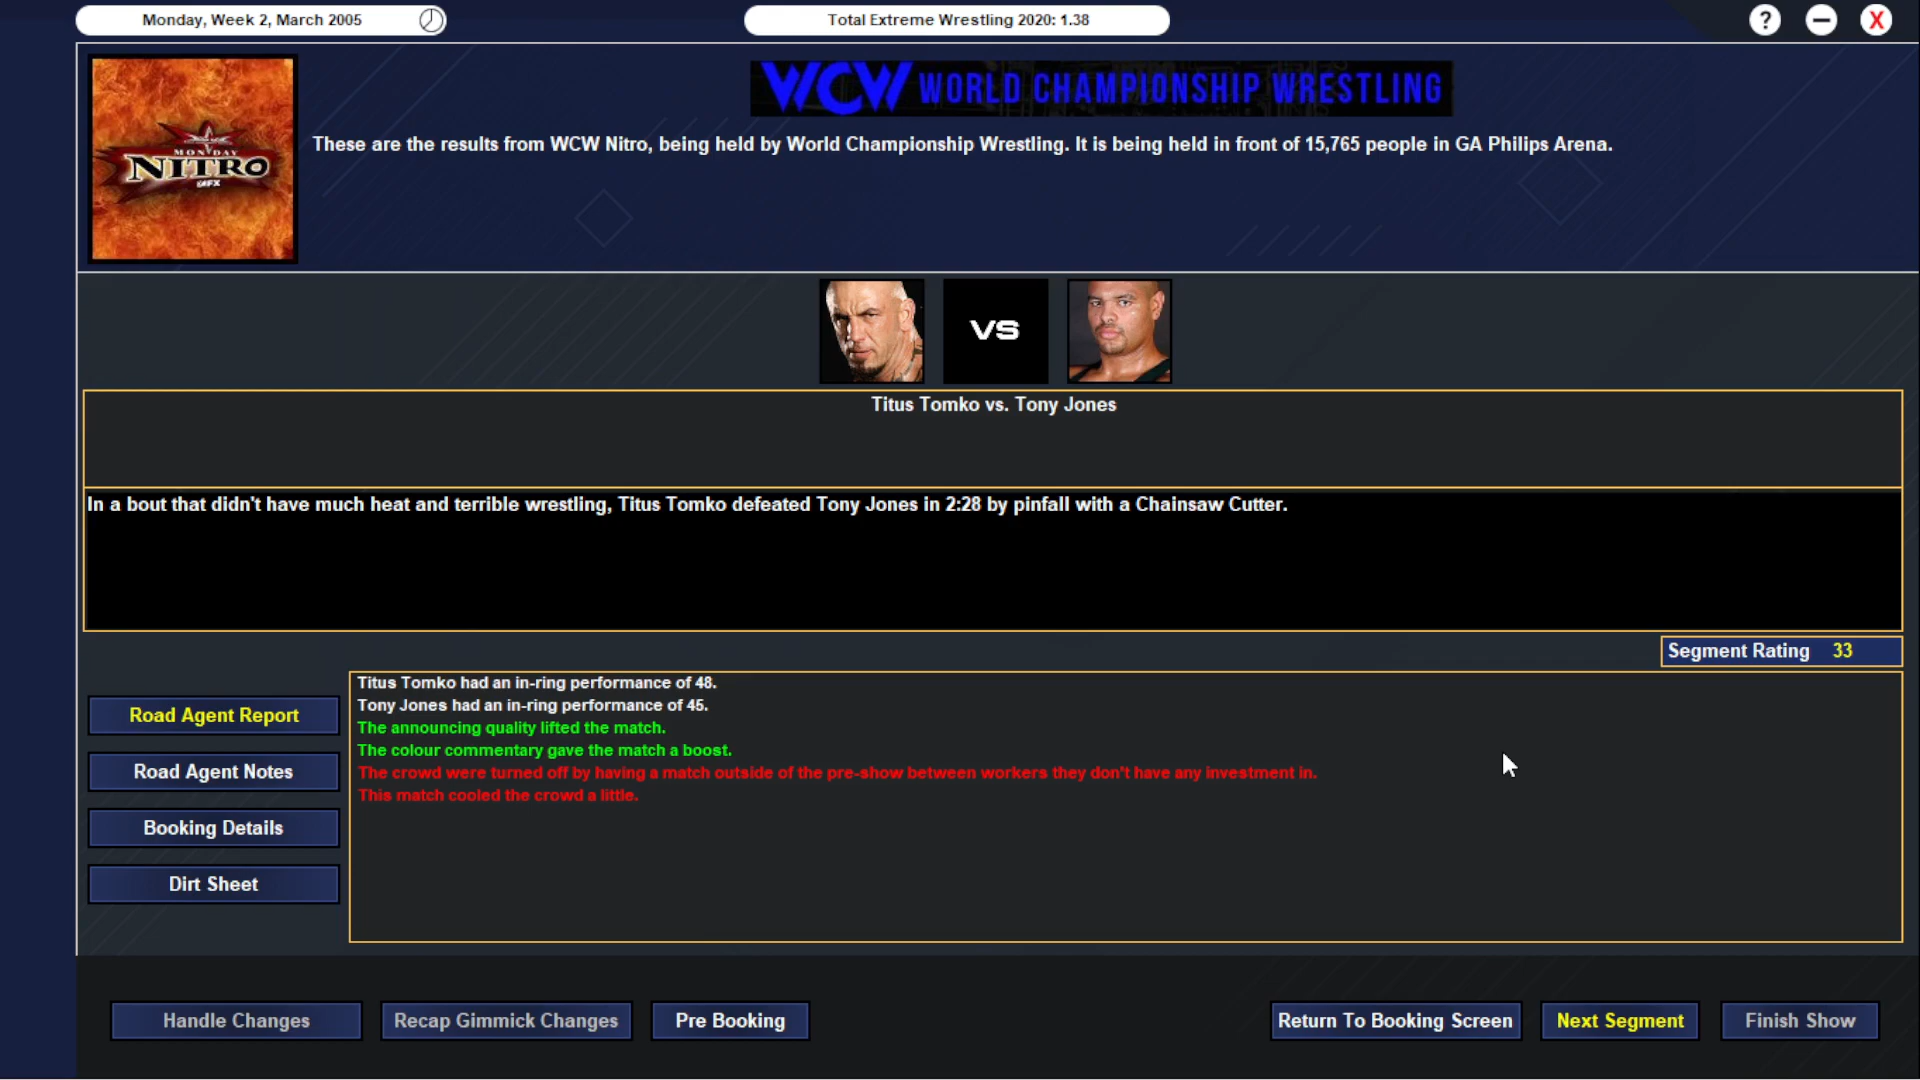 Monday, Week 2, March 2005
Total Extreme Wrestling 2020: 1.38
?
X
WCW WORLD CHAMPIONSHIP WRESTLING
MONDAY
NITRO
These are the results from WCW Nitro, being held by World Championship Wrestling. It is being held in front of 15,765 people in GA Philips Arena.
VS
Titus Tomko vs. Tony Jones
In a bout that didn't have much heat and terrible wrestling, Titus Tomko defeated Tony Jones in 2:28 by pinfall with a Chainsaw Cutter.
Segment Rating 33
Road Agent Report
Road Agent Notes
Booking Details
Dirt Sheet
Titus Tomko had an in-ring performance of 48.
Tony Jones had an in-ring performance of 45.
The announcing quality lifted the match.
The colour commentary gave the match a boost.
The crowd were turned off by having a match outside of the pre-show between workers they don't have any investment in.
This match cooled the crowd a little.
Handle Changes
Recap Gimmick Changes
Pre Booking
Return To Booking Screen
Next Segment
Finish Show